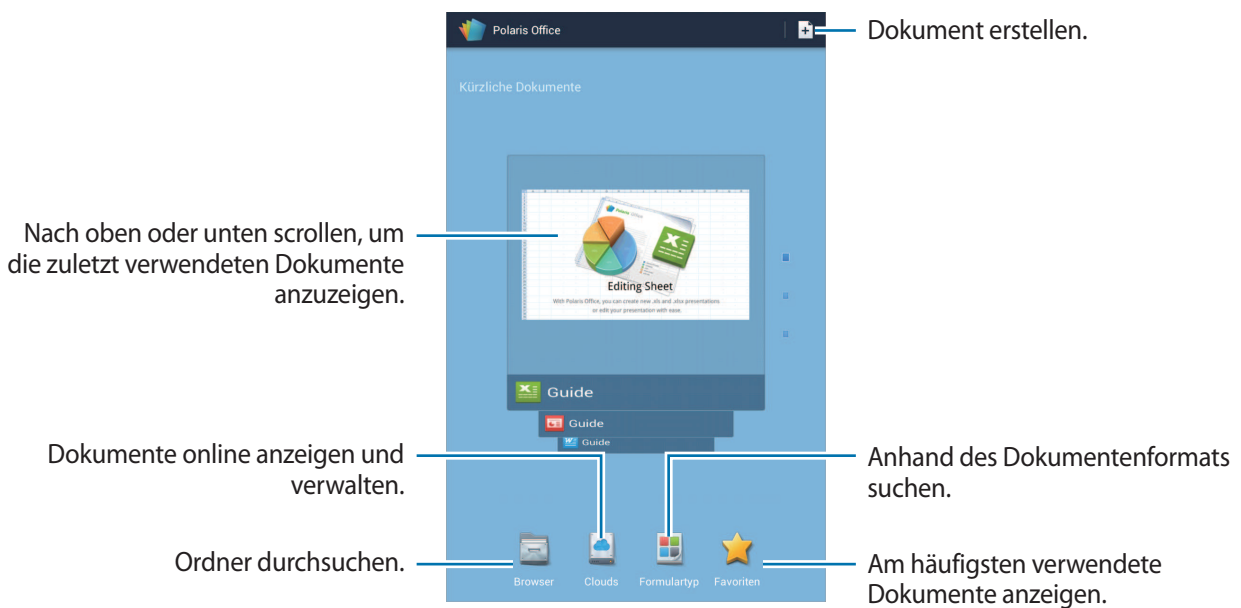 Polaris Office
Dokument erstellen.
Kürzliche Dokumente
Nach oben oder unten scrollen, um
die zuletzt verwendeten Dokumente
anzuzeigen.
Polaris Office
Editing Sheet
With Polaris Office, you can create new .xls and .xlsx presentations
or edit your presentation with ease.
Guide
Guide
Guide
Dokumente online anzeigen und
verwalten.
Anhand des Dokumentenformats
suchen.
Ordner durchsuchen.
Browser Clouds Formulartyp Favoriten
Am häufigsten verwendete
Dokumente anzeigen.